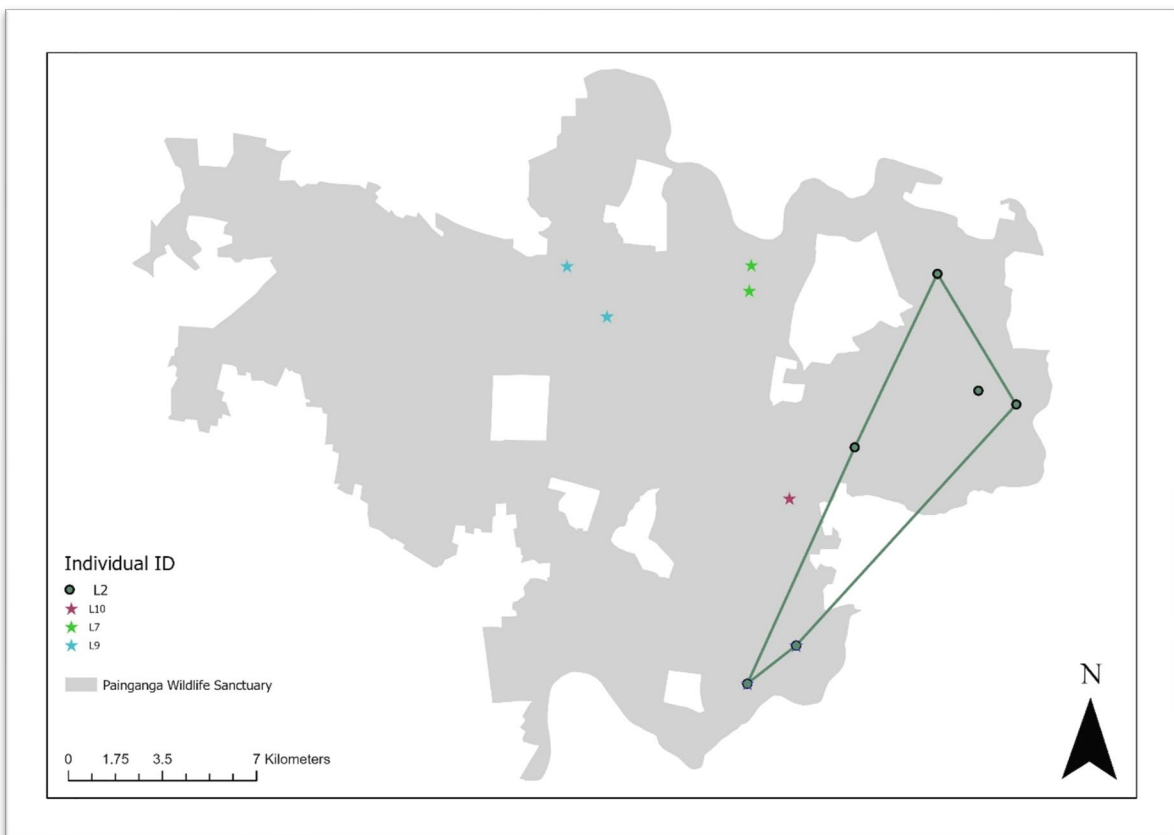 Individual ID
L2
L10
L7
L9
Painganga Wildlife Sanctuary
0 1.75 3.5 7 Kilometers
N